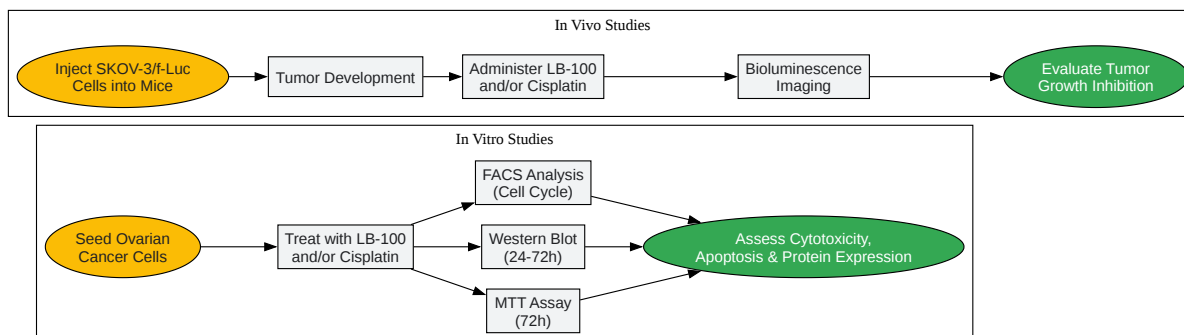 In Vivo Studies
Inject SKOV-3/f-Luc
Cells into Mice
Tumor Development
Administer LB-100
and/or Cisplatin
Bioluminescence
Imaging
Evaluate Tumor
Growth Inhibition
In Vitro Studies
Seed Ovarian
Cancer Cells
Treat with LB-100
and/or Cisplatin
FACS Analysis
(Cell Cycle)
Western Blot
(24-72h)
MTT Assay
(72h)
Assess Cytotoxicity,
Apoptosis & Protein Expression